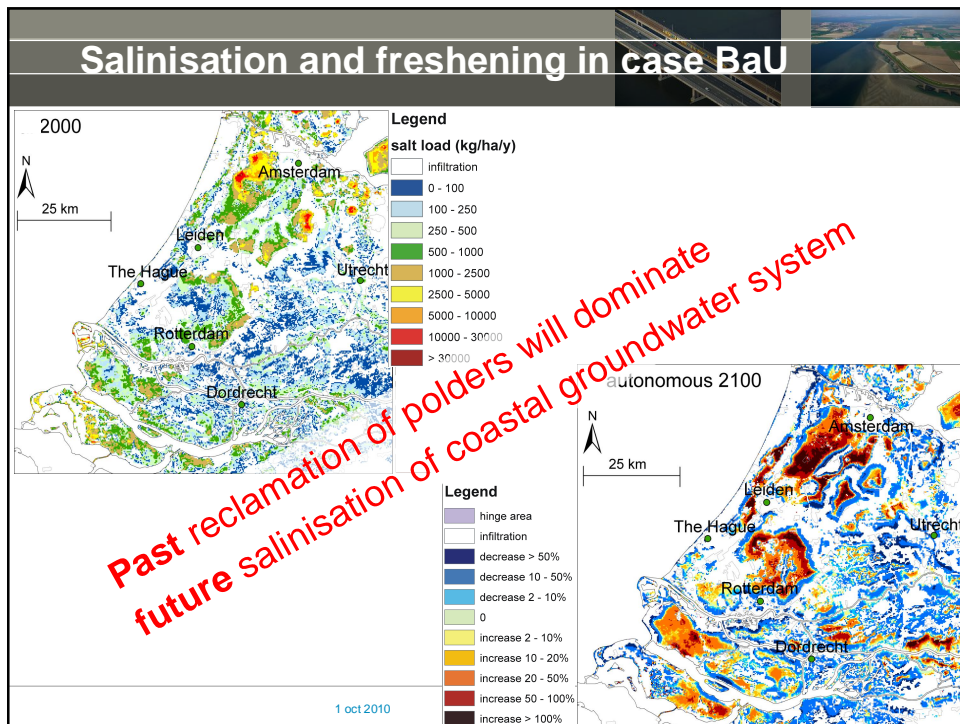 Salinisation and freshening in case BaU
2000
N
25 km
Amsterdam
Leiden
The Hague
Utrecht
Rotterdam
Dordrecht
Legend
salt load (kg/ha/y)
infiltration
0 - 100
100 - 250
250 - 500
500 - 1000
1000 - 2500
2500 - 5000
5000 - 10000
10000 - 30000
> 30000
Past reclamation of polders will dominate
future salinisation of coastal groundwater system
autonomous 2100
N
25 km
Amsterdam
Leiden
The Hague
Utrecht
Rotterdam
Dordrecht
Legend
hinge area
infiltration
decrease > 50%
decrease 10 - 50%
decrease 2 - 10%
0
increase 2 - 10%
increase 10 - 20%
increase 20 - 50%
increase 50 - 100%
increase > 100%
1 oct 2010